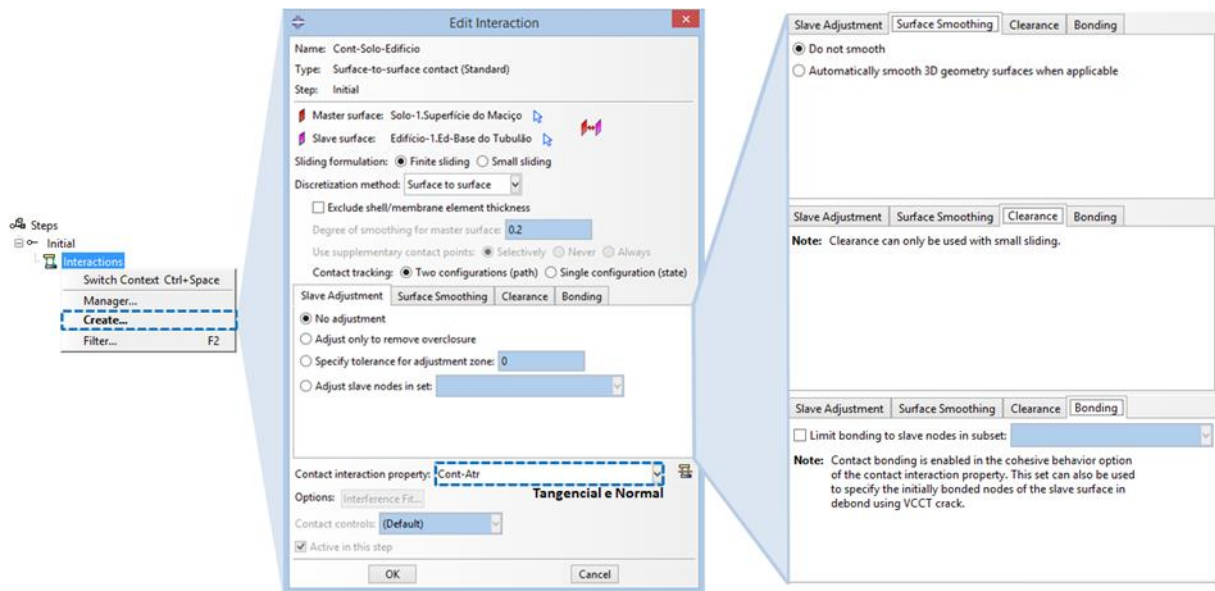 Steps
Initial
Interactions
Switch Context Ctrl+Space
Manager...
Create...
Filter... F2
Edit Interaction
Name: Cont-Solo-Edificio
Type: Surface-to-surface contact (Standard)
Step: Initial
Master surface: Solo-1.Superfície do Maciço
Slave surface: Edifício-1.Ed-Base do Tubulão
Sliding formulation: Finite sliding Small sliding
Discretization method: Surface to surface
Exclude shell/membrane element thickness
Degree of smoothing for master surface: 0.2
Use supplementary contact points: Selectively Never Always
Contact tracking: Two configurations (path) Single configuration (state)
Slave Adjustment Surface Smoothing Clearance Bonding
No adjustment
Adjust only to remove overclosure
Specify tolerance for adjustment zone: 0
Adjust slave nodes in set:
Contact interaction property: Cont-Atr
Options: Interference Fit...
Tangencial e Normal
Contact controls: (Default)
Active in this step
OK Cancel
Slave Adjustment Surface Smoothing Clearance Bonding
Do not smooth
Automatically smooth 3D geometry surfaces when applicable
Slave Adjustment Surface Smoothing Clearance Bonding
Note: Clearance can only be used with small sliding.
Slave Adjustment Surface Smoothing Clearance Bonding
Limit bonding to slave nodes in subset:
Note: Contact bonding is enabled in the cohesive behavior option
of the contact interaction property. This set can also be used
to specify the initially bonded nodes of the slave surface in
debond using VCCT crack.